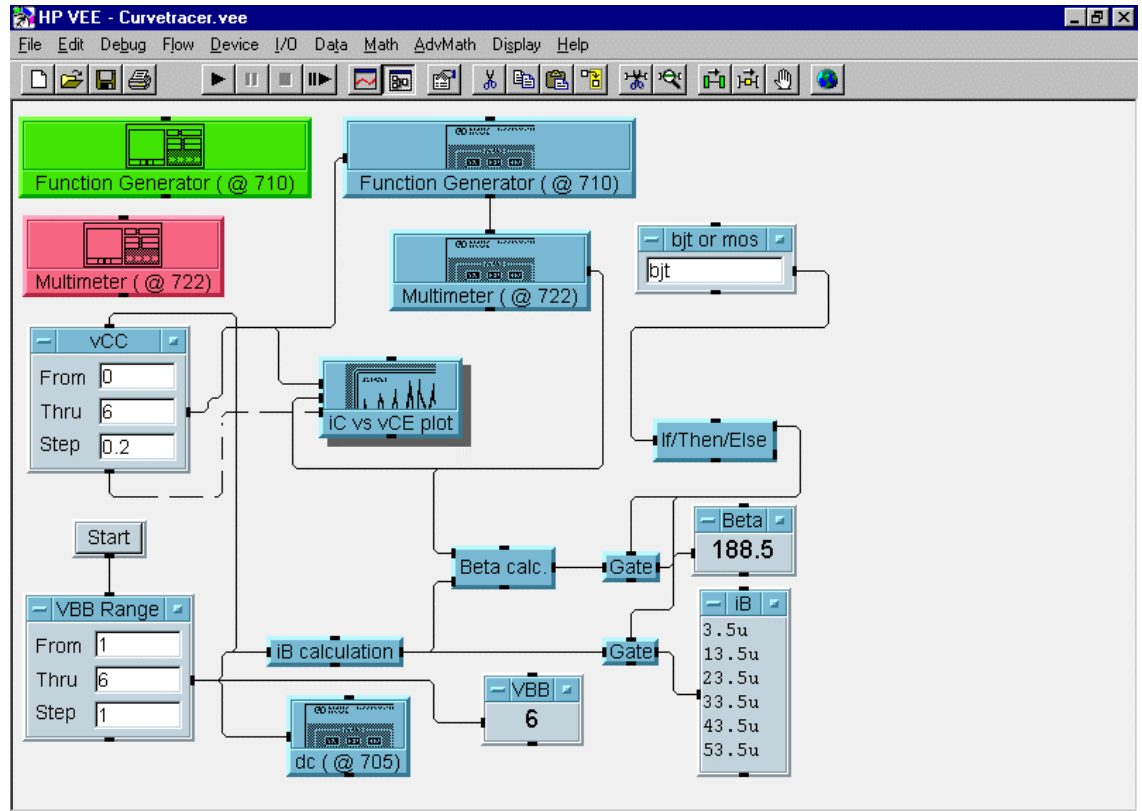 HP VEE - Curvetracer.vee
File Edit Debug Flow Device I/O Data Math AdvMath Display Help
Function Generator ( @ 710)
Function Generator ( @ 710)
Multimeter ( @ 722)
Multimeter ( @ 722)
bjt or mos
bjt
vCC
From 0
Thru 6
Step 0.2
iC vs vCE plot
If/Then/Else
Start
Beta
188.5
Beta calc.
Gate
VBB Range
From 1
Thru 6
Step 1
iB calculation
Gate
iB
3.5u
13.5u
23.5u
33.5u
43.5u
53.5u
VBB
6
dc ( @ 705)